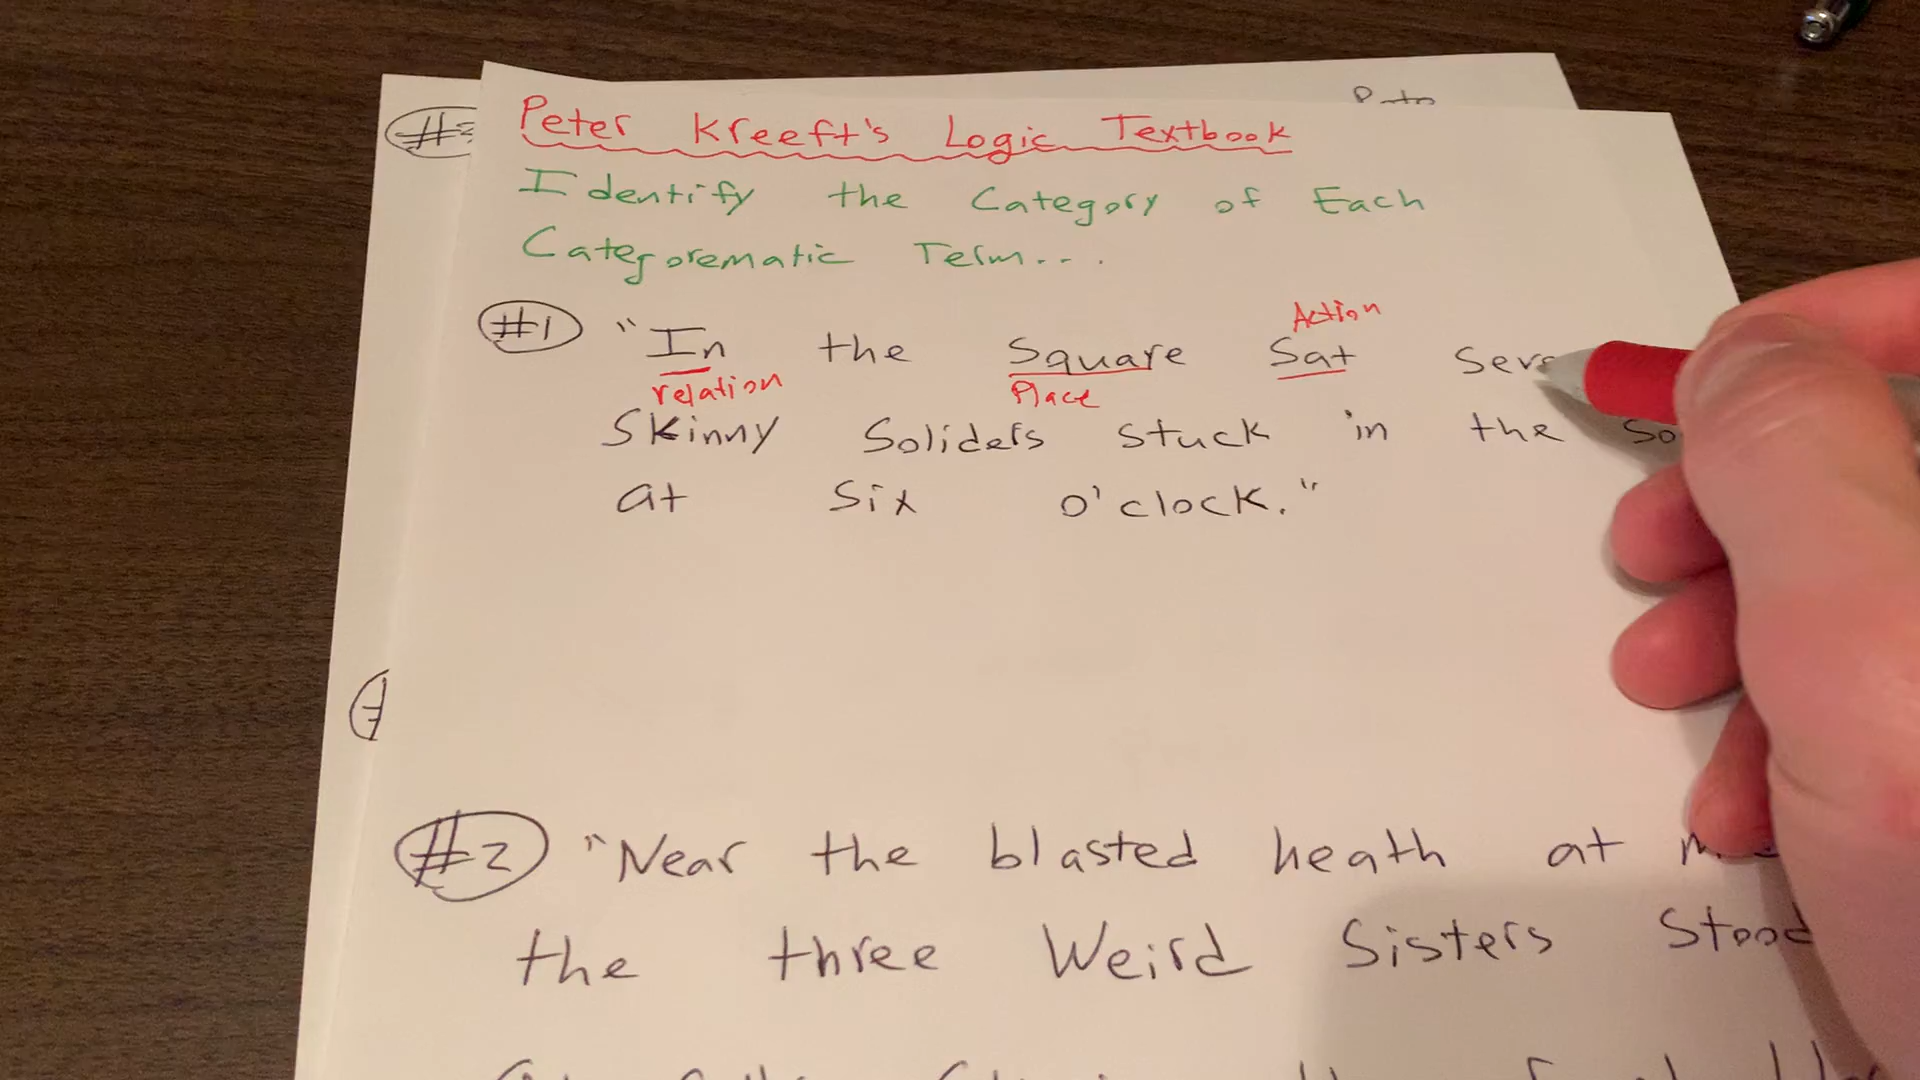 Peter Kreeft's Logic Textbook
Identify the Category of Each
Categorematic Term...
Action
#1 "In the Square Sat
relation Place
Skinny Soliders Stuck in the
at Six O'clock."
#2 "Near the blasted heath at
the three Weird Sisters Stood